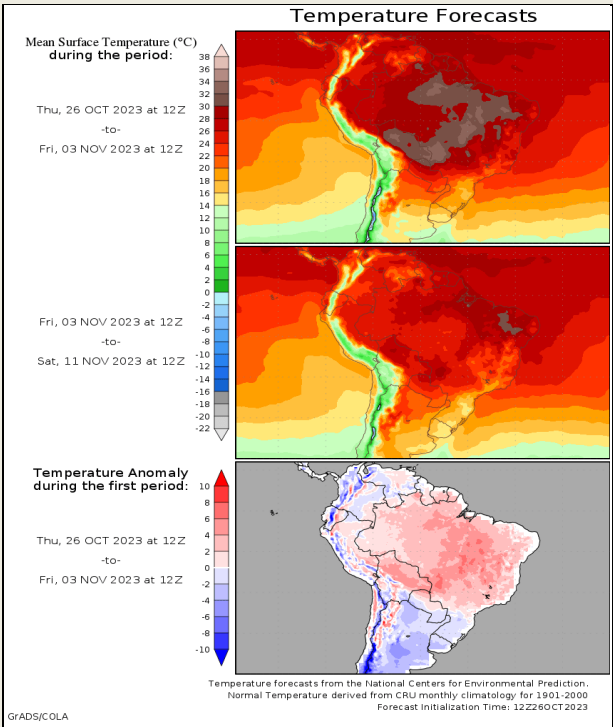 Temperature Forecasts
Mean Surface Temperature (°C)
during the period:
38
36
34
32
30
28
26
24
22
20
18
16
14
12
10
8
6
4
2
0
-2
-4
-6
-8
-10
-12
-14
-16
-18
-20
-22
Thu, 26 OCT 2023 at 12Z
-to-
Fri, 03 NOV 2023 at 12Z
Fri, 03 NOV 2023 at 12Z
-to-
Sat, 11 NOV 2023 at 12Z
Temperature Anomaly
during the first period:
10
8
6
4
2
0
-2
-4
-6
-8
-10
Thu, 26 OCT 2023 at 12Z
-to-
Fri, 03 NOV 2023 at 12Z
Temperature forecasts from the National Centers for Environmental Prediction.
Normal Temperature derived from CRU monthly climatology for 1901-2000
Forecast Initialization Time: 12Z26OCT2023
GrADS/COLA